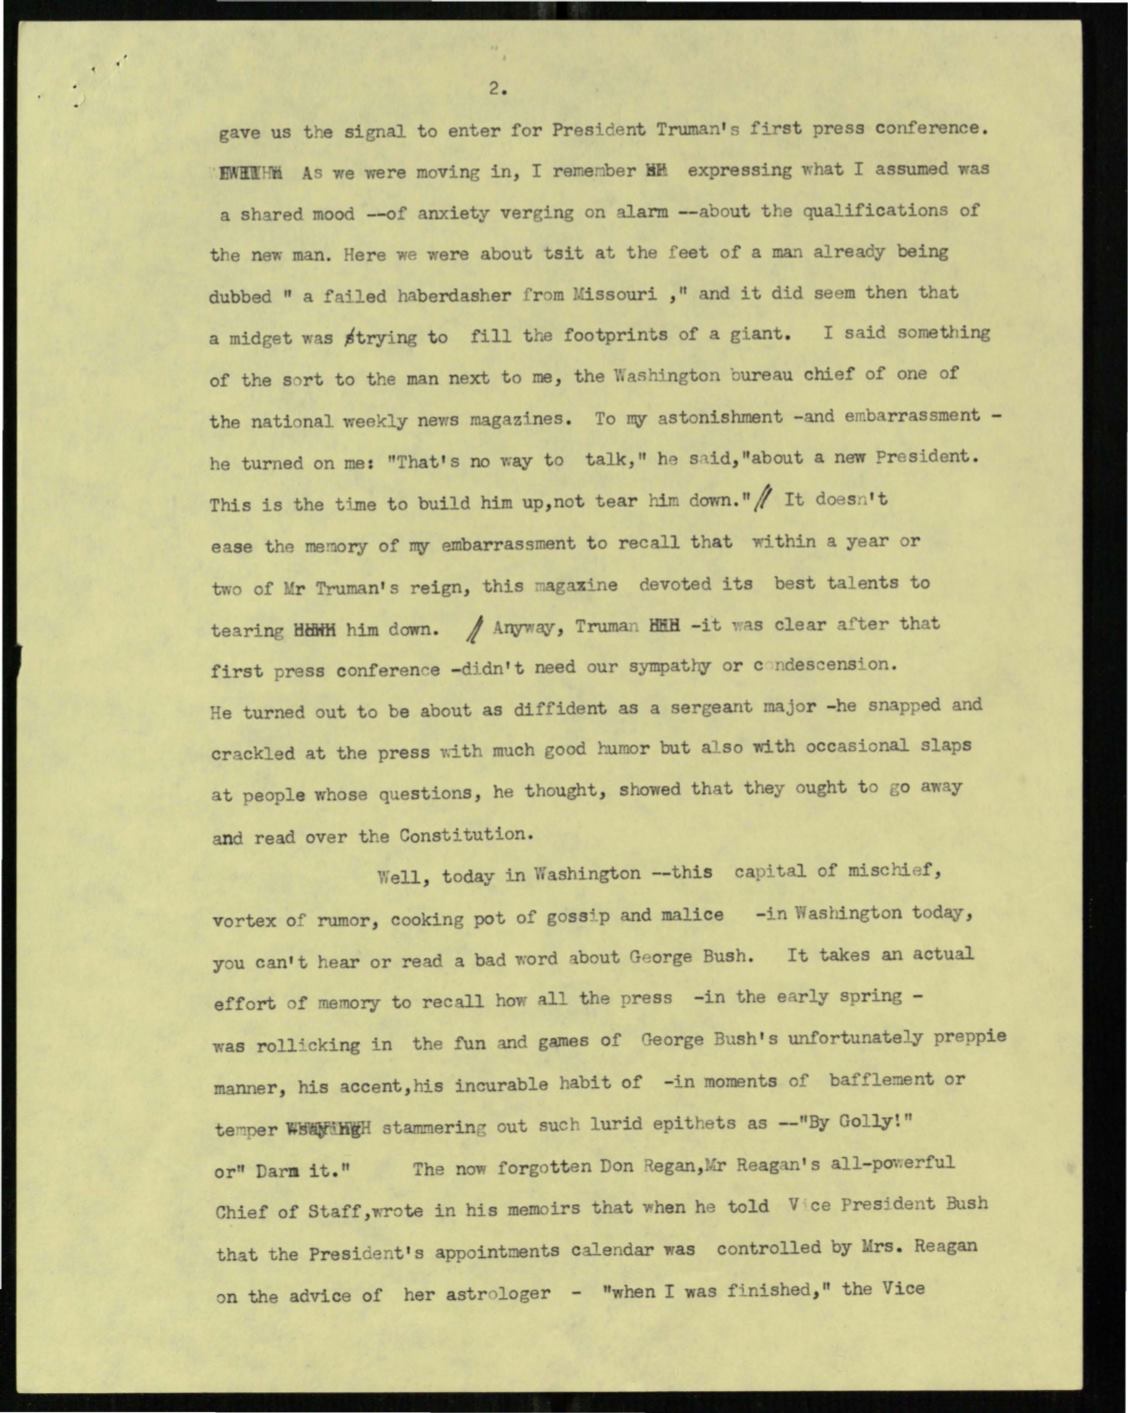 2.
gave us the signal to enter for President Truman's first press conference.
As we were moving in, I remember expressing what I assumed was
a shared mood --of anxiety verging on alarm --about the qualifications of
the new man. Here we were about tsit at the feet of a man already being
dubbed " a failed haberdasher from Missouri ," and it did seem then that
a midget was trying to fill the footprints of a giant. I said something
of the sort to the man next to me, the Washington bureau chief of one of
the national weekly news magazines. To my astonishment -and embarrassment -
he turned on me: "That's no way to talk," he said,"about a new President.
This is the time to build him up,not tear him down."// It doesn't
ease the memory of my embarrassment to recall that within a year or
two of Mr Truman's reign, this magazine devoted its best talents to
tearing him down. // Anyway, Truman -it was clear after that
first press conference -didn't need our sympathy or condescension.
He turned out to be about as diffident as a sergeant major -he snapped and
crackled at the press with much good humor but also with occasional slaps
at people whose questions, he thought, showed that they ought to go away
and read over the Constitution.
Well, today in Washington --this capital of mischief,
vortex of rumor, cooking pot of gossip and malice -in Washington today,
you can't hear or read a bad word about George Bush. It takes an actual
effort of memory to recall how all the press -in the early spring -
was rollicking in the fun and games of George Bush's unfortunately preppie
manner, his accent,his incurable habit of -in moments of bafflement or
temper stammering out such lurid epithets as --"By Golly!"
or" Darn it." The now forgotten Don Regan,Mr Reagan's all-powerful
Chief of Staff,wrote in his memoirs that when he told Vice President Bush
that the President's appointments calendar was controlled by Mrs. Reagan
on the advice of her astrologer - "when I was finished," the Vice